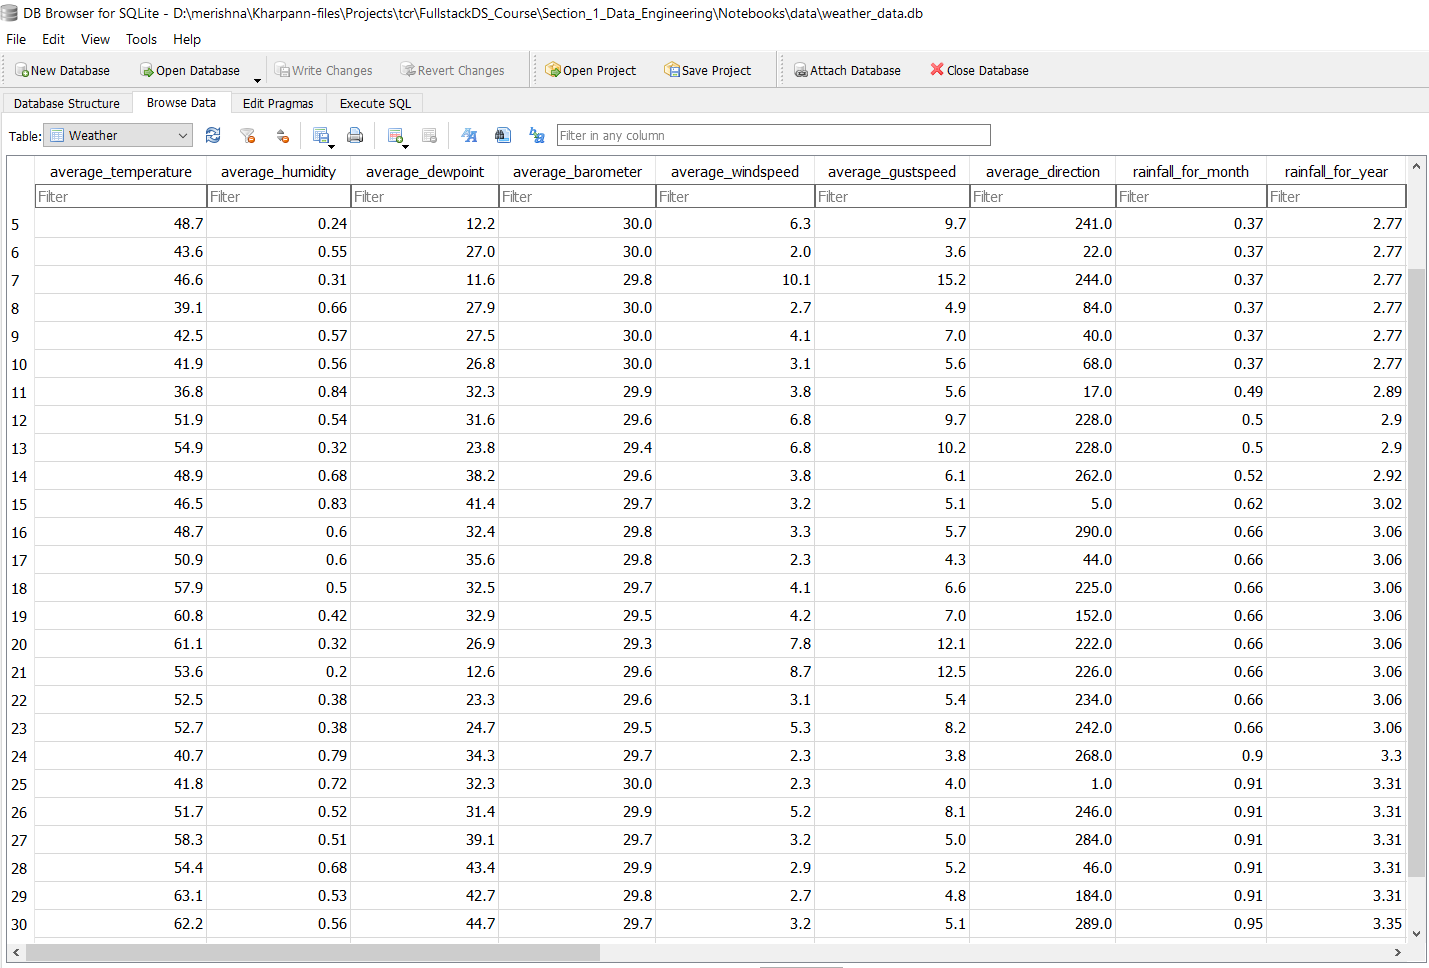 DB Browser for SQLite - D:\merishna\Kharpann-files\Projects\tcr\FullstackDS_Course\Section_1_Data_Engineering\Notebooks\data\weather_data.db
File Edit View Tools Help
New Database Open Database Write Changes Revert Changes Open Project Save Project Attach Database Close Database
Database Structure Browse Data Edit Pragmas Execute SQL
Table: Weather Filter in any column
average_temperature average_humidity average_dewpoint average_barometer average_windspeed average_gustspeed average_direction rainfall_for_month rainfall_for_year
Filter Filter Filter Filter Filter Filter Filter Filter Filter
5 48.7 0.24 12.2 30.0 6.3 9.7 241.0 0.37 2.77
6 43.6 0.55 27.0 30.0 2.0 3.6 22.0 0.37 2.77
7 46.6 0.31 11.6 29.8 10.1 15.2 244.0 0.37 2.77
8 39.1 0.66 27.9 30.0 2.7 4.9 84.0 0.37 2.77
9 42.5 0.57 27.5 30.0 4.1 7.0 40.0 0.37 2.77
10 41.9 0.56 26.8 30.0 3.1 5.6 68.0 0.37 2.77
11 36.8 0.84 32.3 29.9 3.8 5.6 17.0 0.49 2.89
12 51.9 0.54 31.6 29.6 6.8 9.7 228.0 0.5 2.9
13 54.9 0.32 23.8 29.4 6.8 10.2 228.0 0.5 2.9
14 48.9 0.68 38.2 29.6 3.8 6.1 262.0 0.52 2.92
15 46.5 0.83 41.4 29.7 3.2 5.1 5.0 0.62 3.02
16 48.7 0.6 32.4 29.8 3.3 5.7 290.0 0.66 3.06
17 50.9 0.6 35.6 29.8 2.3 4.3 44.0 0.66 3.06
18 57.9 0.5 32.5 29.7 4.1 6.6 225.0 0.66 3.06
19 60.8 0.42 32.9 29.5 4.2 7.0 152.0 0.66 3.06
20 61.1 0.32 26.9 29.3 7.8 12.1 222.0 0.66 3.06
21 53.6 0.2 12.6 29.6 8.7 12.5 226.0 0.66 3.06
22 52.5 0.38 23.3 29.6 3.1 5.4 234.0 0.66 3.06
23 52.7 0.38 24.7 29.5 5.3 8.2 242.0 0.66 3.06
24 40.7 0.79 34.3 29.7 2.3 3.8 268.0 0.9 3.3
25 41.8 0.72 32.3 30.0 2.3 4.0 1.0 0.91 3.31
26 51.7 0.52 31.4 29.9 5.2 8.1 246.0 0.91 3.31
27 58.3 0.51 39.1 29.7 3.2 5.0 284.0 0.91 3.31
28 54.4 0.68 43.4 29.9 2.9 5.2 46.0 0.91 3.31
29 63.1 0.53 42.7 29.8 2.7 4.8 184.0 0.91 3.31
30 62.2 0.56 44.7 29.7 3.2 5.1 289.0 0.95 3.35